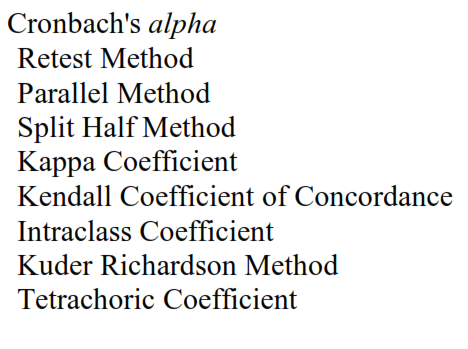 Cronbach's alpha
Retest Method
Parallel Method
Split Half Method
Kappa Coefficient
Kendall Coefficient of Concordance
Intraclass Coefficient
Kuder Richardson Method
Tetrachoric Coefficient